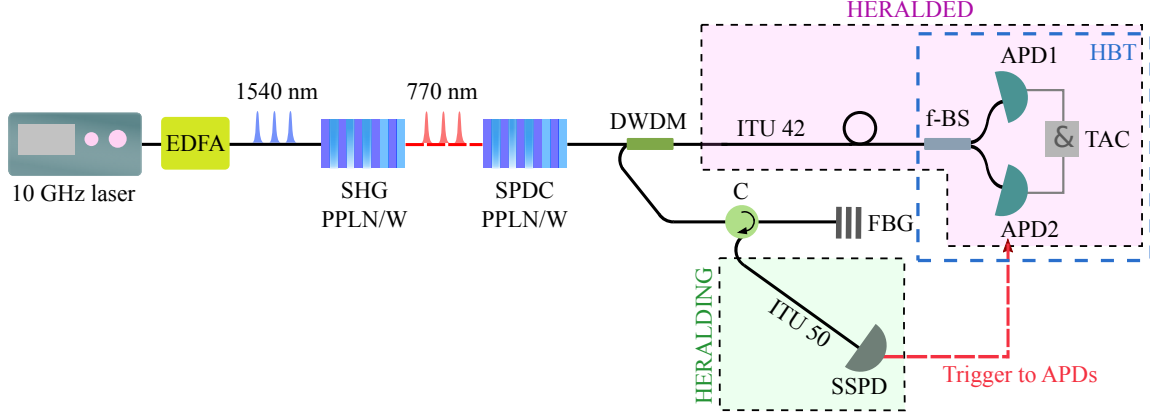 HERALDED
HBT
APD1
1540 nm
770 nm
DWDM
ITU 42
f-BS
EDFA
&
TAC
10 GHz laser
SHG
PPLN/W
SPDC
PPLN/W
C
FBG
APD2
HERALDING
ITU 50
SSPD
Trigger to APDs